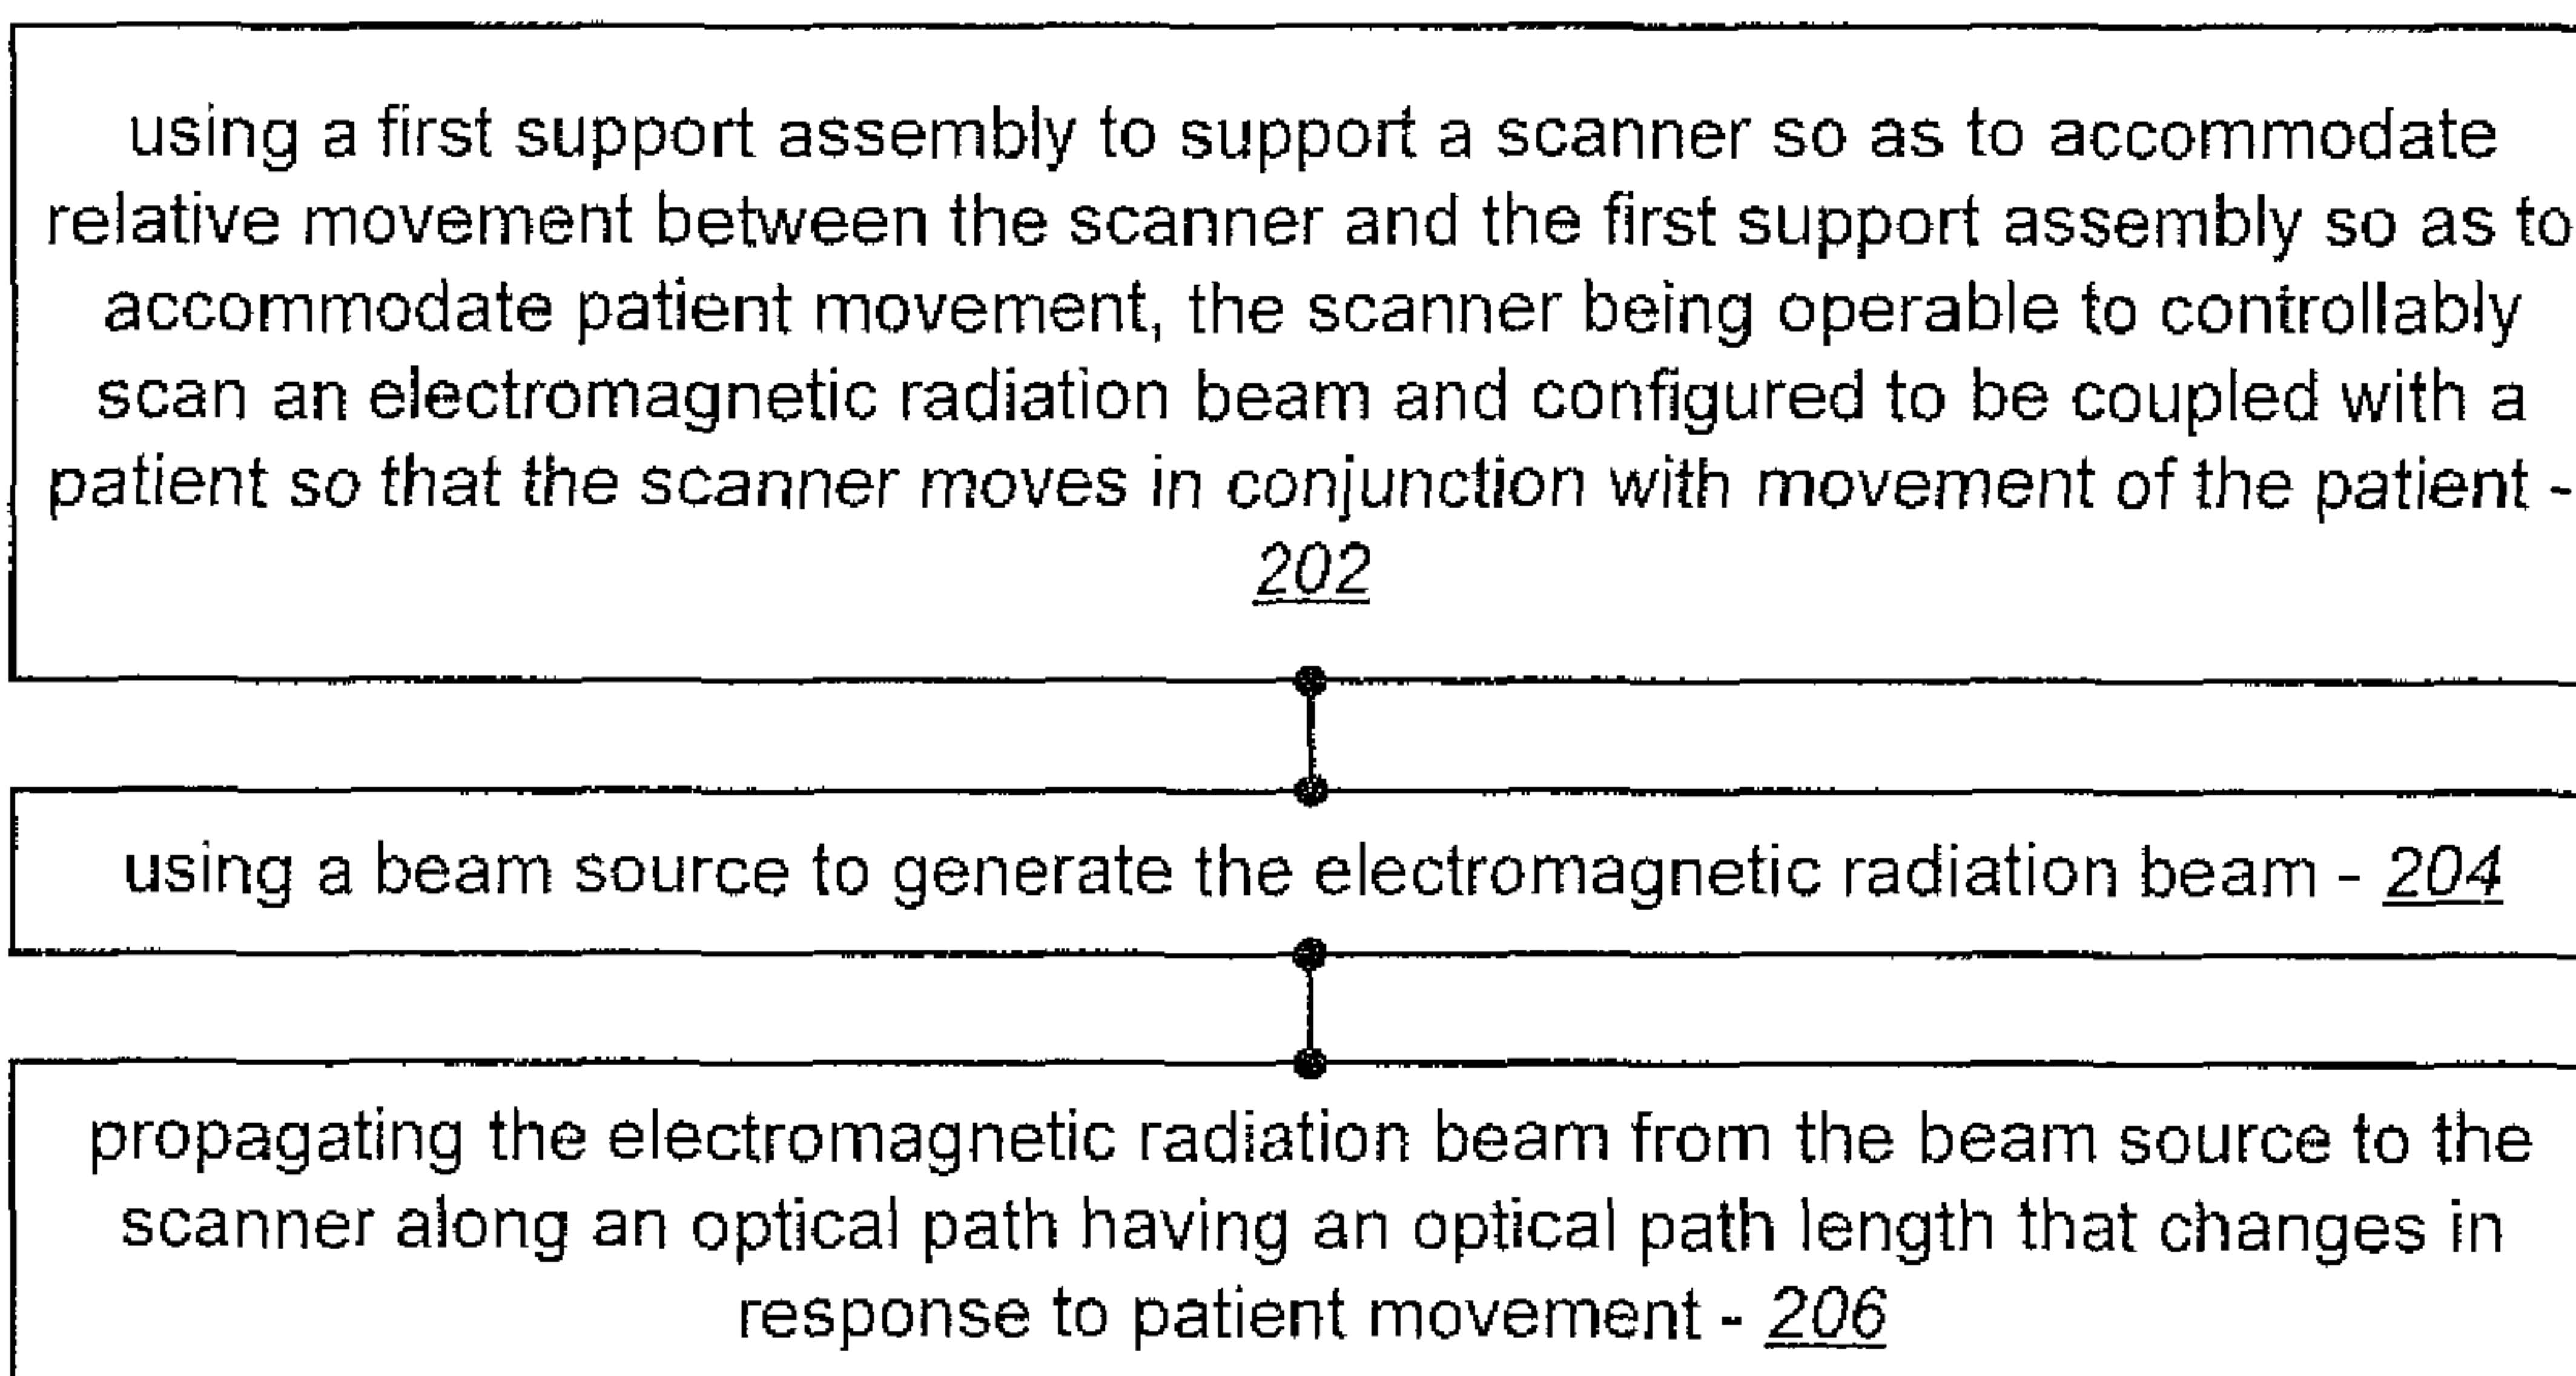 using a first support assembly to support a scanner so as to accommodate
relative movement between the scanner and the first support assembly so as to
accommodate patient movement, the scanner being operable to controllably
scan an electromagnetic radiation beam and configured to be coupled with a
patient so that the scanner moves in conjunction with movement of the patient -
202
using a beam source to generate the electromagnetic radiation beam - 204
propagating the electromagnetic radiation beam from the beam source to the
scanner along an optical path having an optical path length that changes in
response to patient movement - 206